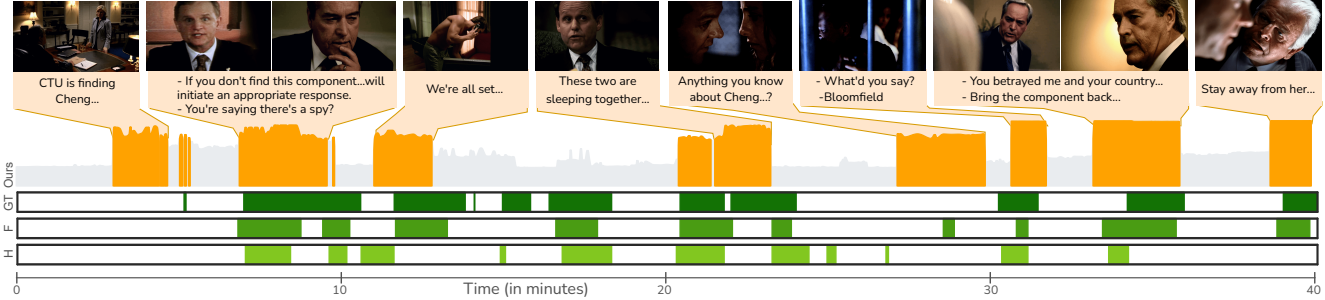 CTU is finding
Cheng...
- If you don't find this component...will
initiate an appropriate response.
- You're saying there's a spy?
We're all set...
These two are
sleeping together...
Anything you know
about Cheng..?
- What'd you say?
-Bloomfield
- You betrayed me and your country...
- Bring the component back...
Stay away from her...
Ours
GT
F
H
0
10
20
30
40
Time (in minutes)